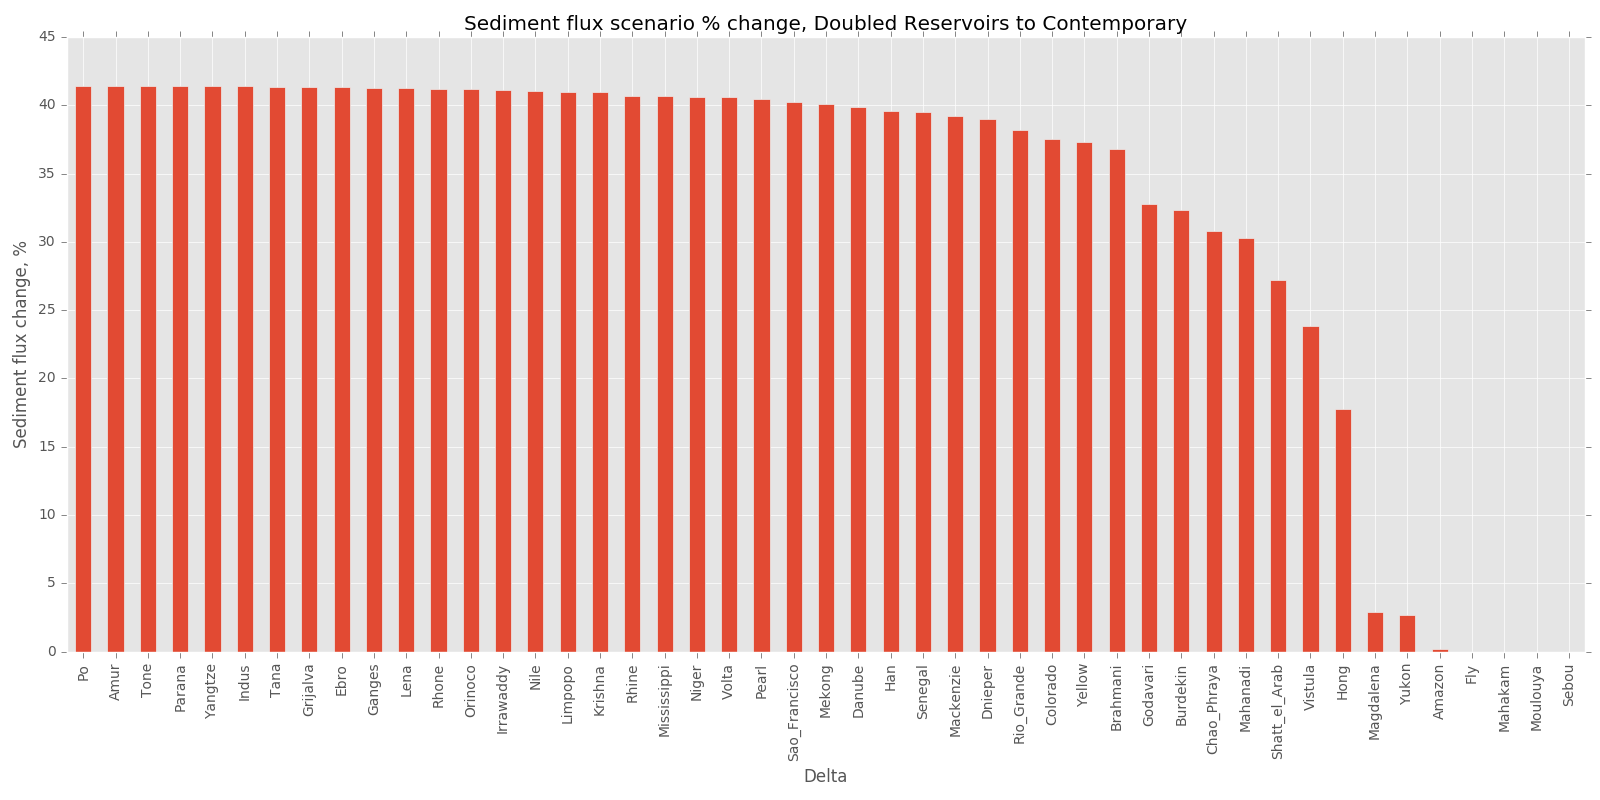 Sediment flux scenario % change, Doubled Reservoirs to Contemporary
45
40
35
30
25
20
15
10
5
0
Sediment flux change, %
Po
Amur
Tone
Parana
Yangtze
Indus
Tana
Grijalva
Ebro
Ganges
Lena
Rhone
Orinoco
Irrawaddy
Nile
Limpopo
Krishna
Rhine
Mississippi
Niger
Volta
Pearl
Sao_Francisco
Mekong
Danube
Han
Senegal
Mackenzie
Dnieper
Rio_Grande
Colorado
Yellow
Brahmani
Godavari
Burdekin
Chao_Phraya
Mahanadi
Shatt_el_Arab
Vistula
Hong
Magdalena
Yukon
Amazon
Fly
Mahakam
Moulouya
Sebou
Delta